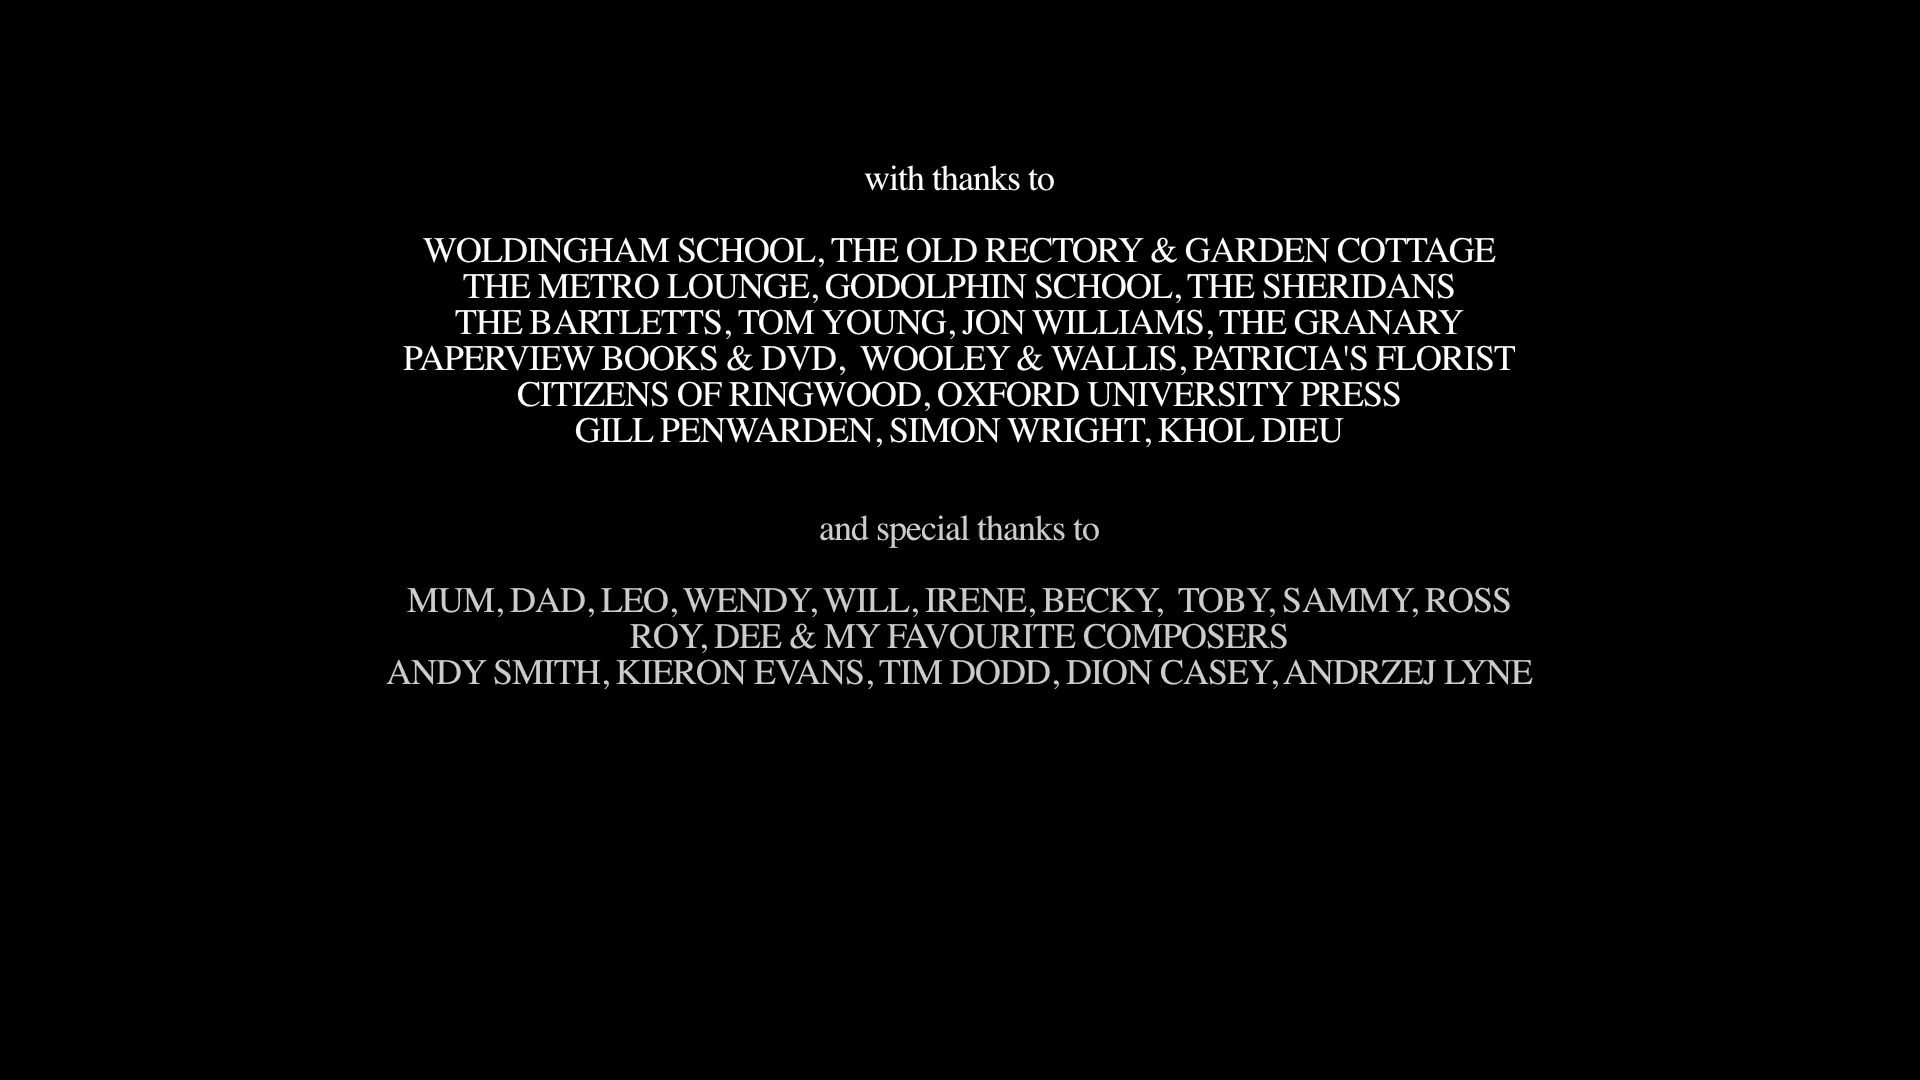 with thanks to
WOLDINGHAM SCHOOL, THE OLD RECTORY & GARDEN COTTAGE
THE METRO LOUNGE, GODOLPHIN SCHOOL, THE SHERIDANS
THE BARTLETTS, TOM YOUNG, JON WILLIAMS, THE GRANARY
PAPERVIEW BOOKS & DVD,  WOOLEY & WALLIS, PATRICIA'S FLORIST
CITIZENS OF RINGWOOD, OXFORD UNIVERSITY PRESS
GILL PENWARDEN, SIMON WRIGHT, KHOL DIEU
and special thanks to
MUM, DAD, LEO, WENDY, WILL, IRENE, BECKY,  TOBY, SAMMY, ROSS
ROY, DEE & MY FAVOURITE COMPOSERS
ANDY SMITH, KIERON EVANS, TIM DODD, DION CASEY, ANDRZEJ LYNE